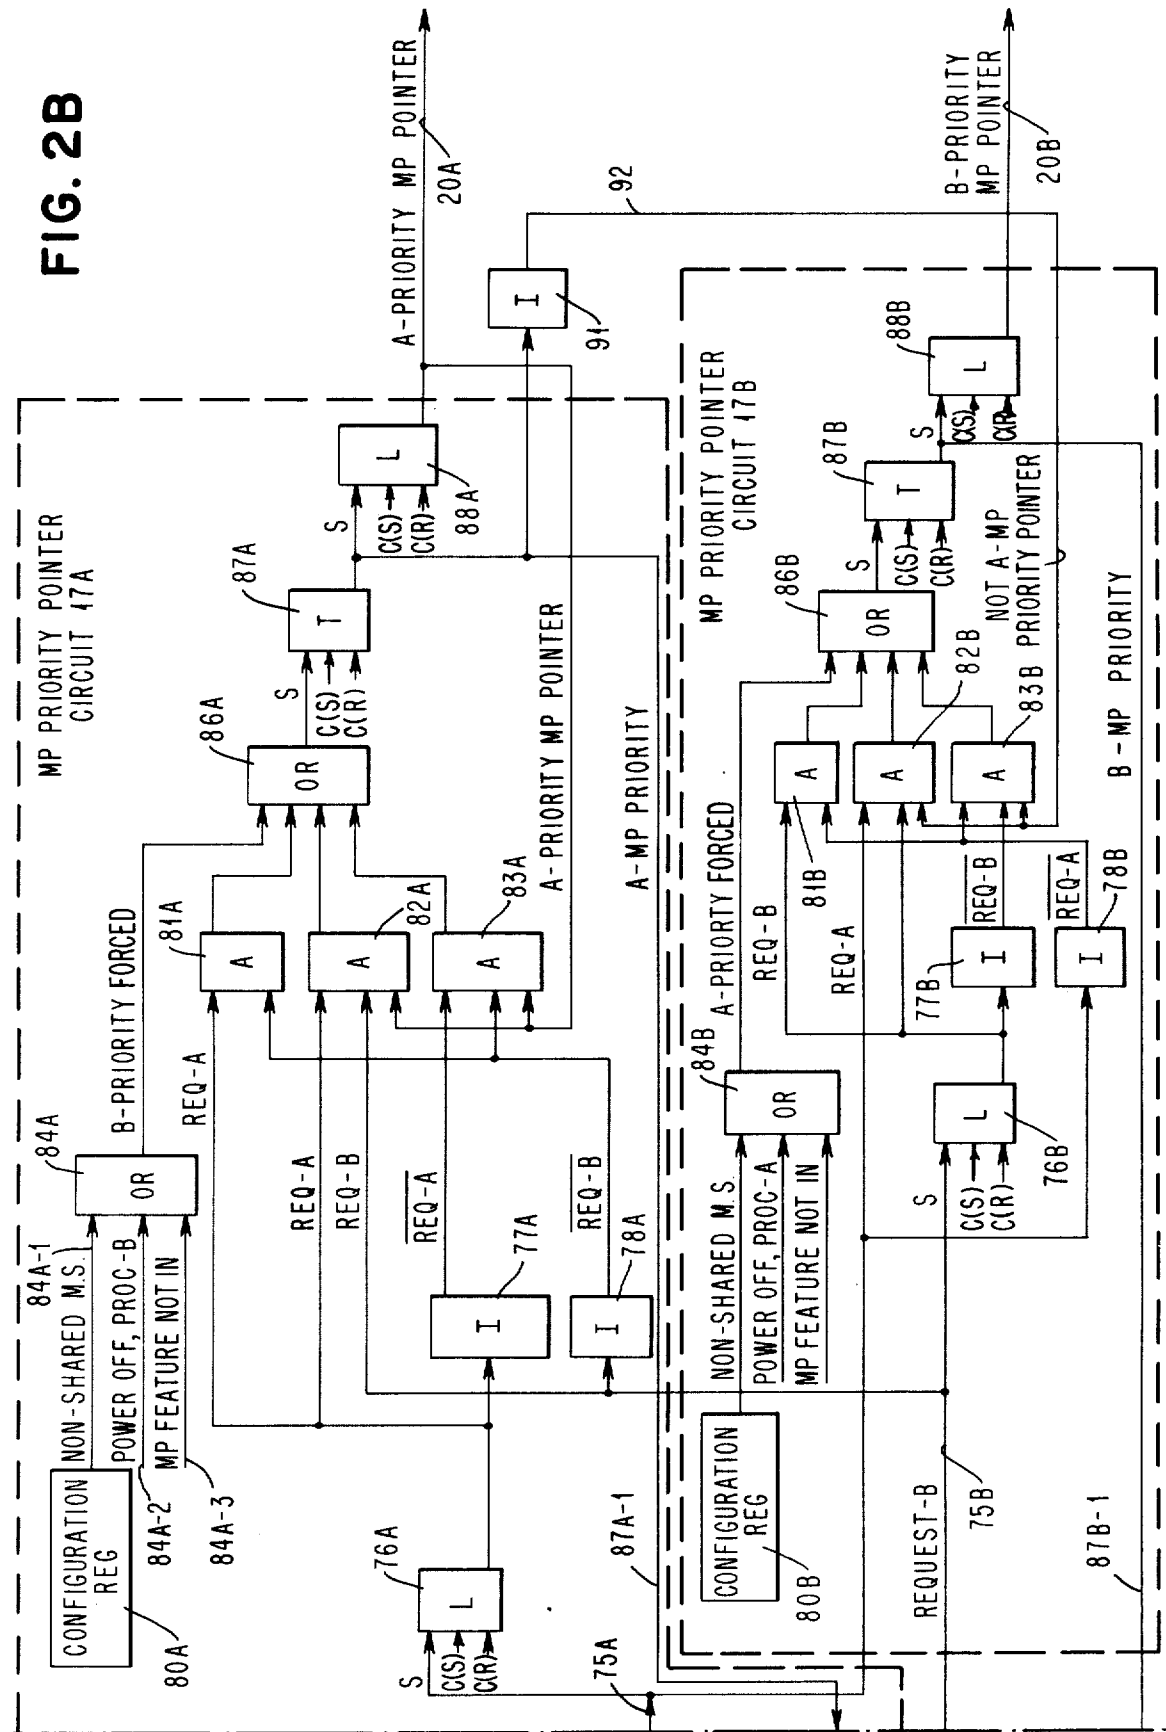 FIG. 2B
MP PRIORITY POINTER
CIRCUIT 17A
CONFIGURATION
REG
80A
NON-SHARED M.S.
84A-1
POWER OFF, PROC-B
84A-2
MP FEATURE NOT IN
84A-3
84A
OR
B-PRIORITY FORCED
REQ-A
81A
A
REQ-A
REQ-B
82A
A
REQ-A
83A
A
REQ-B
86A
OR
S
C(S)
C(R)
87A
T
S
C(S)
C(R)
88A
L
A-PRIORITY MP POINTER
20A
77A
I
78A
I
76A
L
S
C(S)
C(R)
75A
A-PRIORITY MP POINTER
A-MP PRIORITY
87A-1
I
91
92
MP PRIORITY POINTER
CIRCUIT 17B
CONFIGURATION
REG
80B
NON-SHARED M.S.
POWER OFF, PROC-A
MP FEATURE NOT IN
84B
OR
A-PRIORTY FORCED
REQ-B
REQ-A
81B
A
82B
A
83B
A
86B
OR
S
C(S)
C(R)
87B
T
S
C(S)
C(R)
88B
L
B-PRIORITY
MP POINTER
20B
NOT A-MP
PRIORITY POINTER
77B
I
REQ-B
78B
I
REQ-A
76B
L
S
C(S)
C(R)
REQUEST-B
75B
B-MP PRIORITY
87B-1